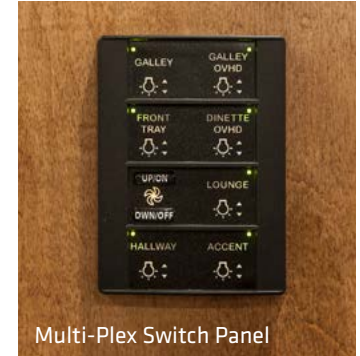 GALLEY
GALLEY
OVHD
FRONT
TRAY
DINETTE
OVHD
UP/ON
DWN/OFF
LOUNGE
HALLWAY
ACCENT
Multi-Plex Switch Panel